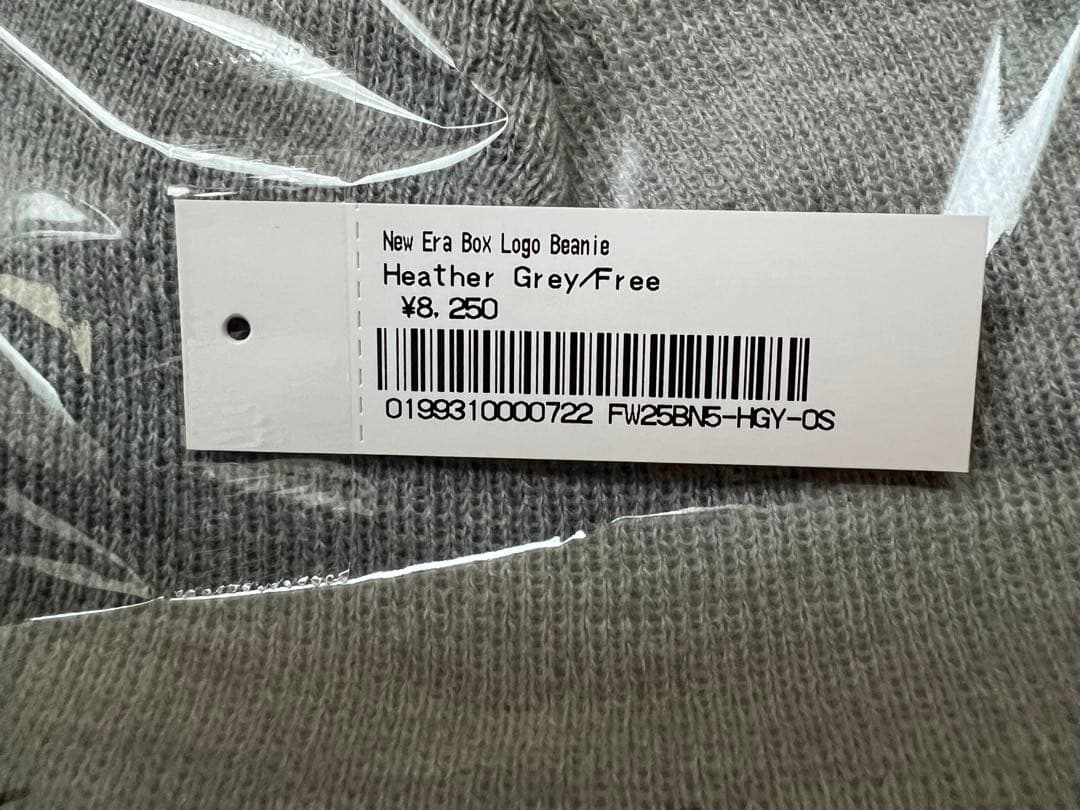 New Era Box Logo Beanie
Heather Grey/Free
¥8,250
0199310000722 FW25BN5-HGY-OS